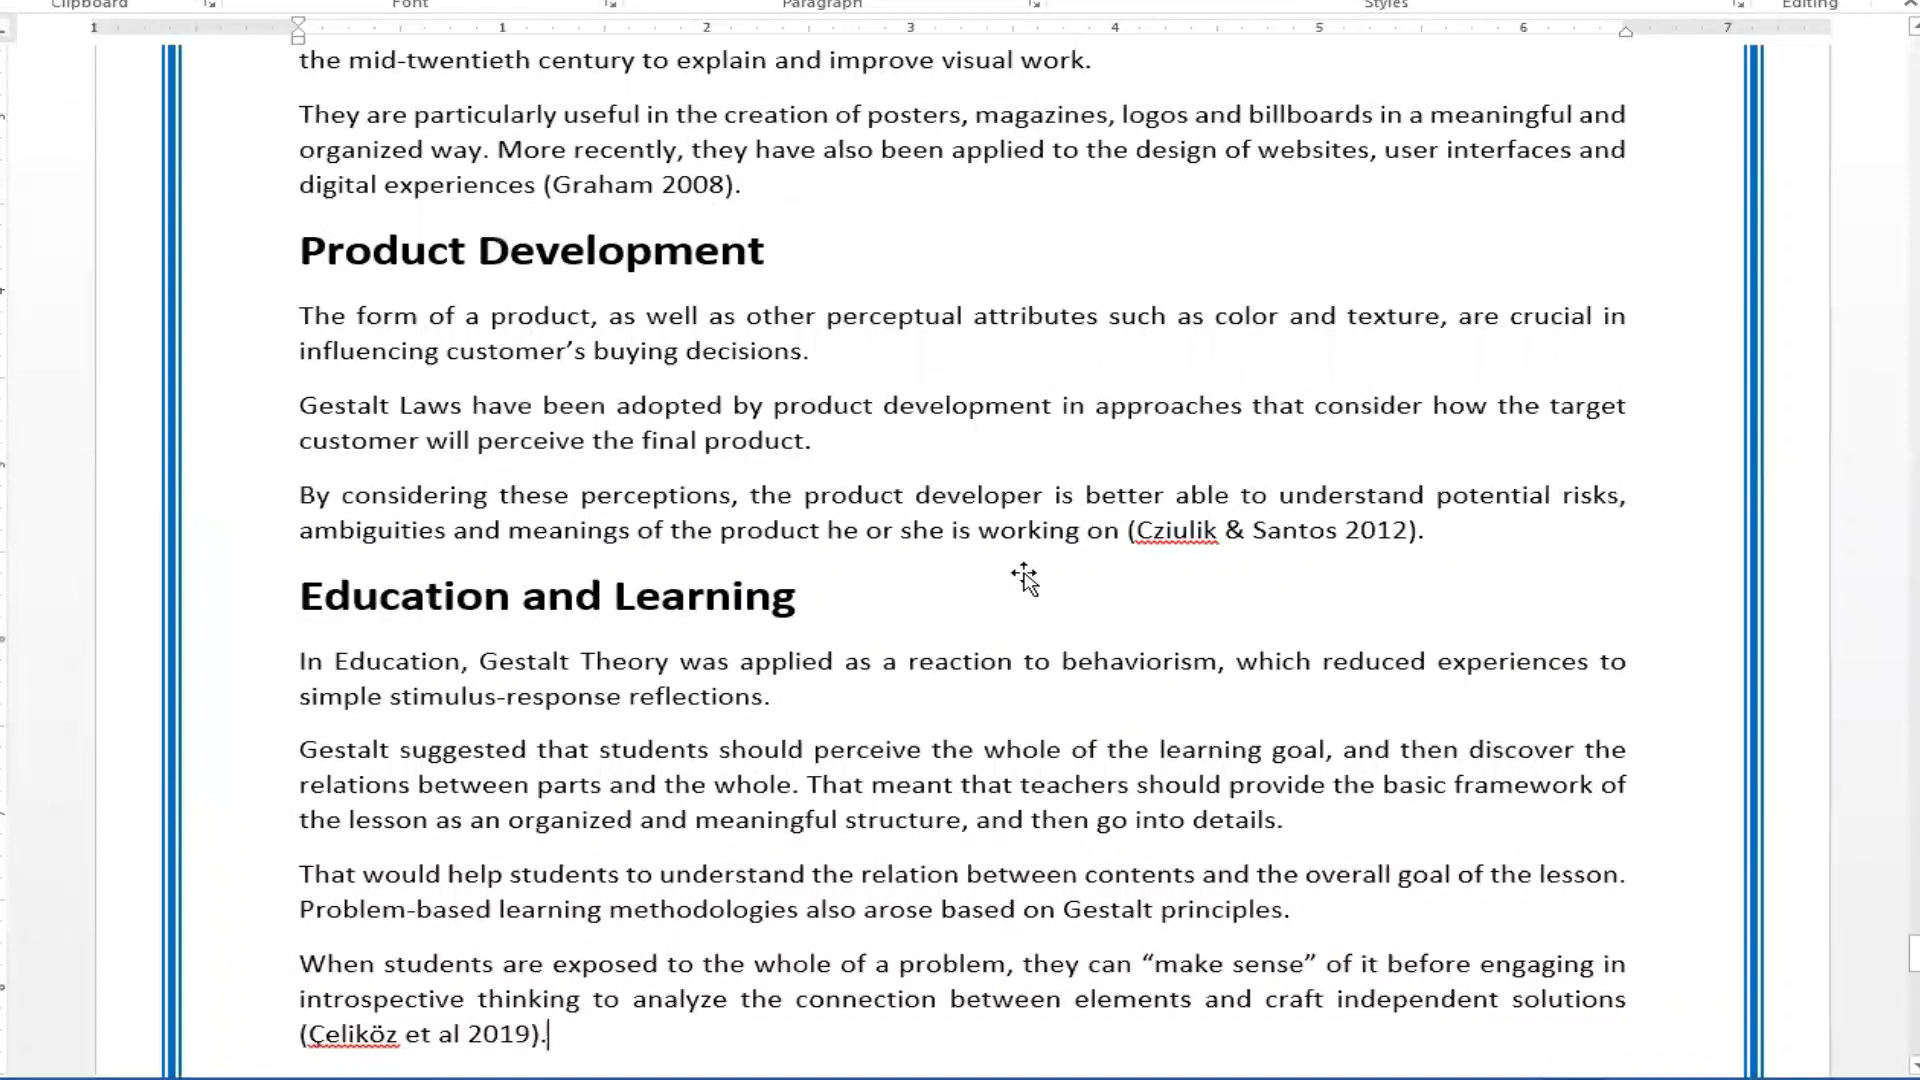 Clipboard
Font
Paragraph
Styles
Editing
1 1 2 3 4 5 6 7
the mid-twentieth century to explain and improve visual work.
They are particularly useful in the creation of posters, magazines, logos and billboards in a meaningful and
organized way. More recently, they have also been applied to the design of websites, user interfaces and
digital experiences (Graham 2008).
Product Development
The form of a product, as well as other perceptual attributes such as color and texture, are crucial in
influencing customer’s buying decisions.
Gestalt Laws have been adopted by product development in approaches that consider how the target
customer will perceive the final product.
By considering these perceptions, the product developer is better able to understand potential risks,
ambiguities and meanings of the product he or she is working on (Cziulik & Santos 2012).
Education and Learning
In Education, Gestalt Theory was applied as a reaction to behaviorism, which reduced experiences to
simple stimulus-response reflections.
Gestalt suggested that students should perceive the whole of the learning goal, and then discover the
relations between parts and the whole. That meant that teachers should provide the basic framework of
the lesson as an organized and meaningful structure, and then go into details.
That would help students to understand the relation between contents and the overall goal of the lesson.
Problem-based learning methodologies also arose based on Gestalt principles.
When students are exposed to the whole of a problem, they can “make sense” of it before engaging in
introspective thinking to analyze the connection between elements and craft independent solutions
(Çeliköz et al 2019).